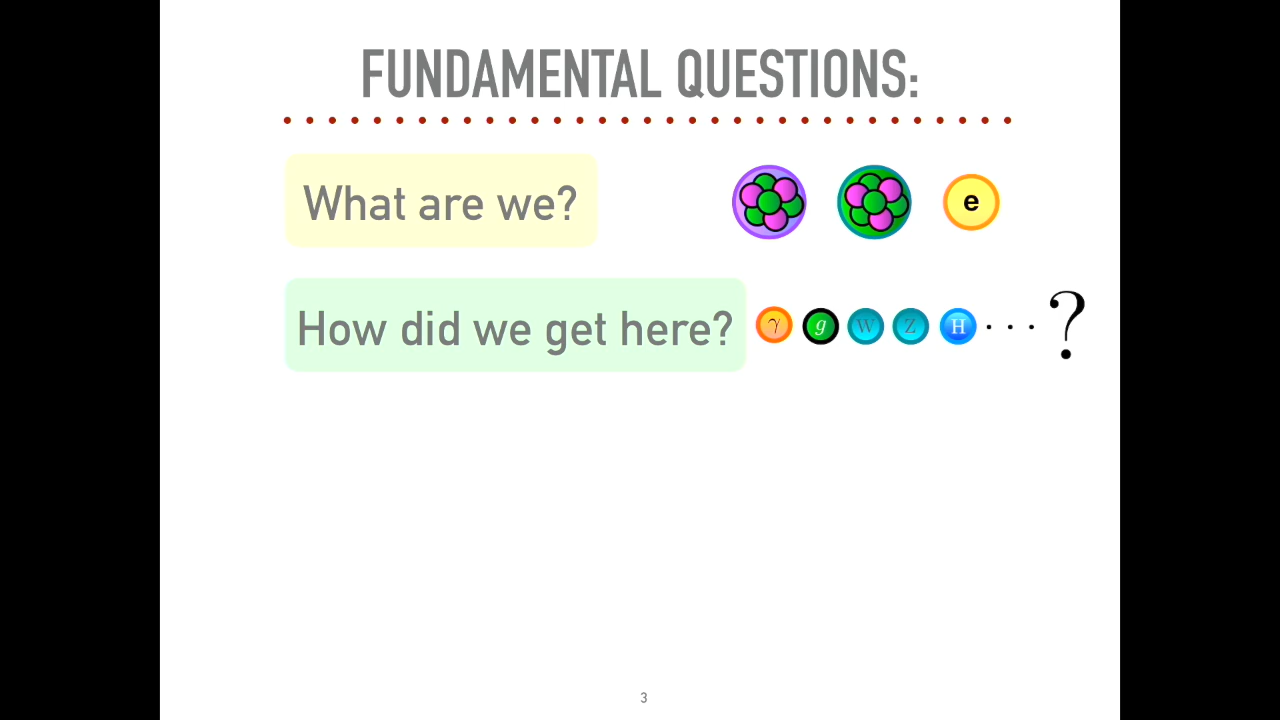 FUNDAMENTAL QUESTIONS:
What are we? e
How did we get here? γ g W Z H . . . ?
3